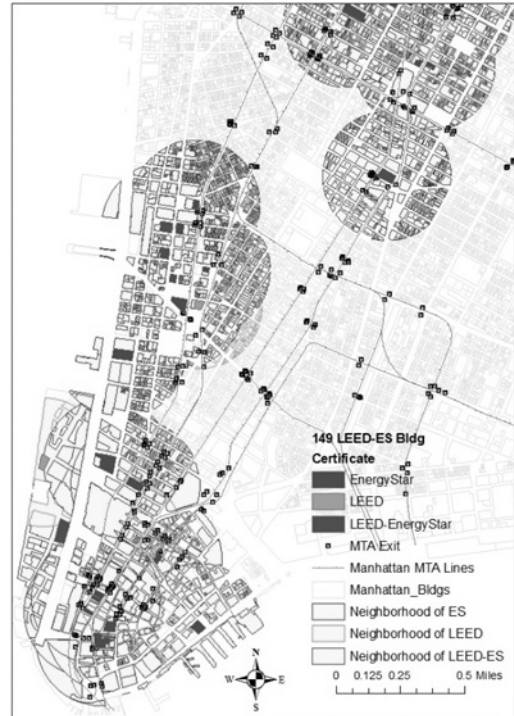 149 LEED-ES Bldg
Certificate
EnergyStar
LEED
LEED-EnergyStar
MTA Exit
Manhattan MTA Lines
Manhattan_Bldgs
Neighborhood of ES
Neighborhood of LEED
Neighborhood of LEED-ES
0 0.125 0.25 0.5 Miles
N
W E
S